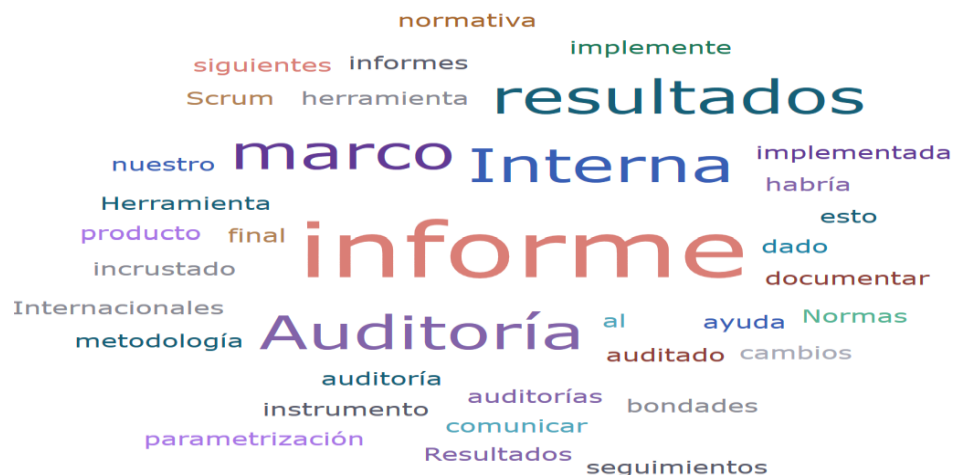 normativa
implemente
siguientes informes
Scrum herramienta resultados
nuestro marco Interna implementada
habría
Herramienta esto
producto final informe dado
incrustado documentar
Internacionales
metodología Auditoría al ayuda Normas
auditado cambios
auditoría
instrumento auditorías bondades
parametrización comunicar
Resultados seguimientos